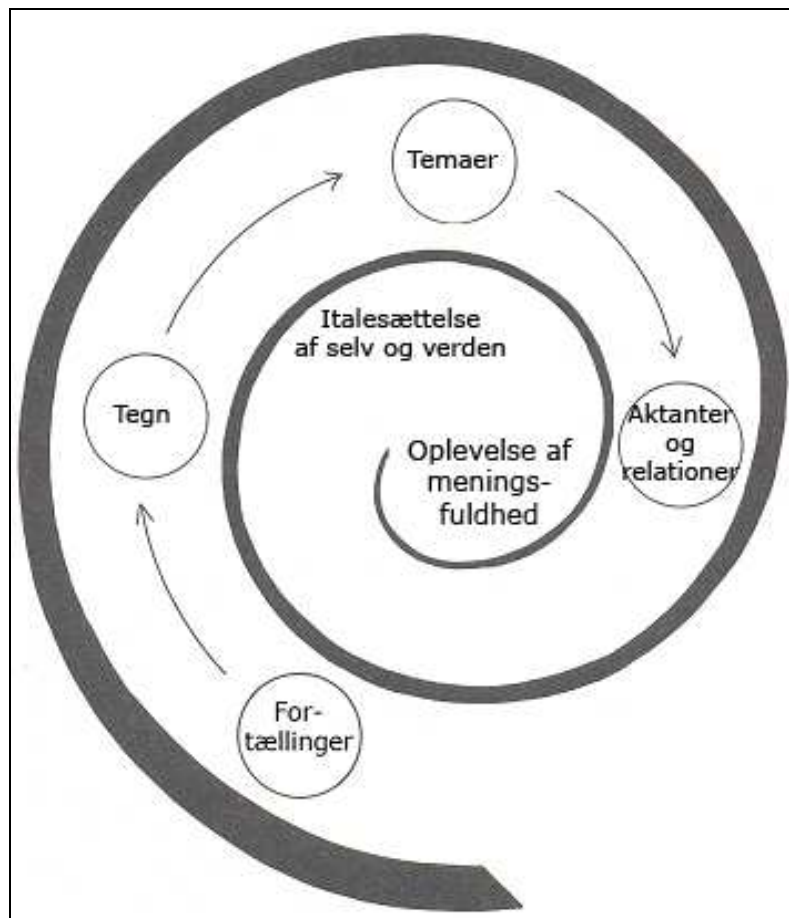 Temaer
Italesættelse
af selv og verden
Tegn
Aktanter
og
relationer
Oplevelse af
menings-
fuldhed
For-
tællinger